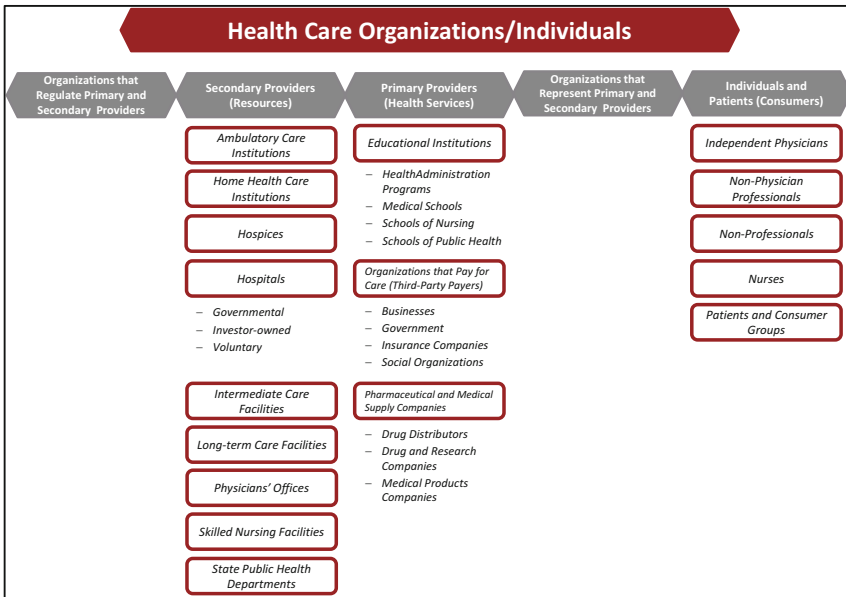 Health Care Organizations/Individuals
Organizations that
Regulate Primary and
Secondary Providers
Secondary Providers
(Resources)
Primary Providers
(Health Services)
Organizations that
Represent Primary and
Secondary Providers
Individuals and
Patients (Consumers)
Ambulatory Care
Institutions
Home Health Care
Institutions
Hospices
Hospitals
– Governmental
– Investor-owned
– Voluntary
Intermediate Care
Facilities
Long-term Care Facilities
Physicians' Offices
Skilled Nursing Facilities
State Public Health
Departments
Educational Institutions
– HealthAdministration
Programs
– Medical Schools
– Schools of Nursing
– Schools of Public Health
Organizations that Pay for
Care (Third-Party Payers)
– Businesses
– Government
– Insurance Companies
– Social Organizations
Pharmaceutical and Medical
Supply Companies
– Drug Distributors
– Drug and Research
Companies
– Medical Products
Companies
Independent Physicians
Non-Physician
Professionals
Non-Professionals
Nurses
Patients and Consumer
Groups